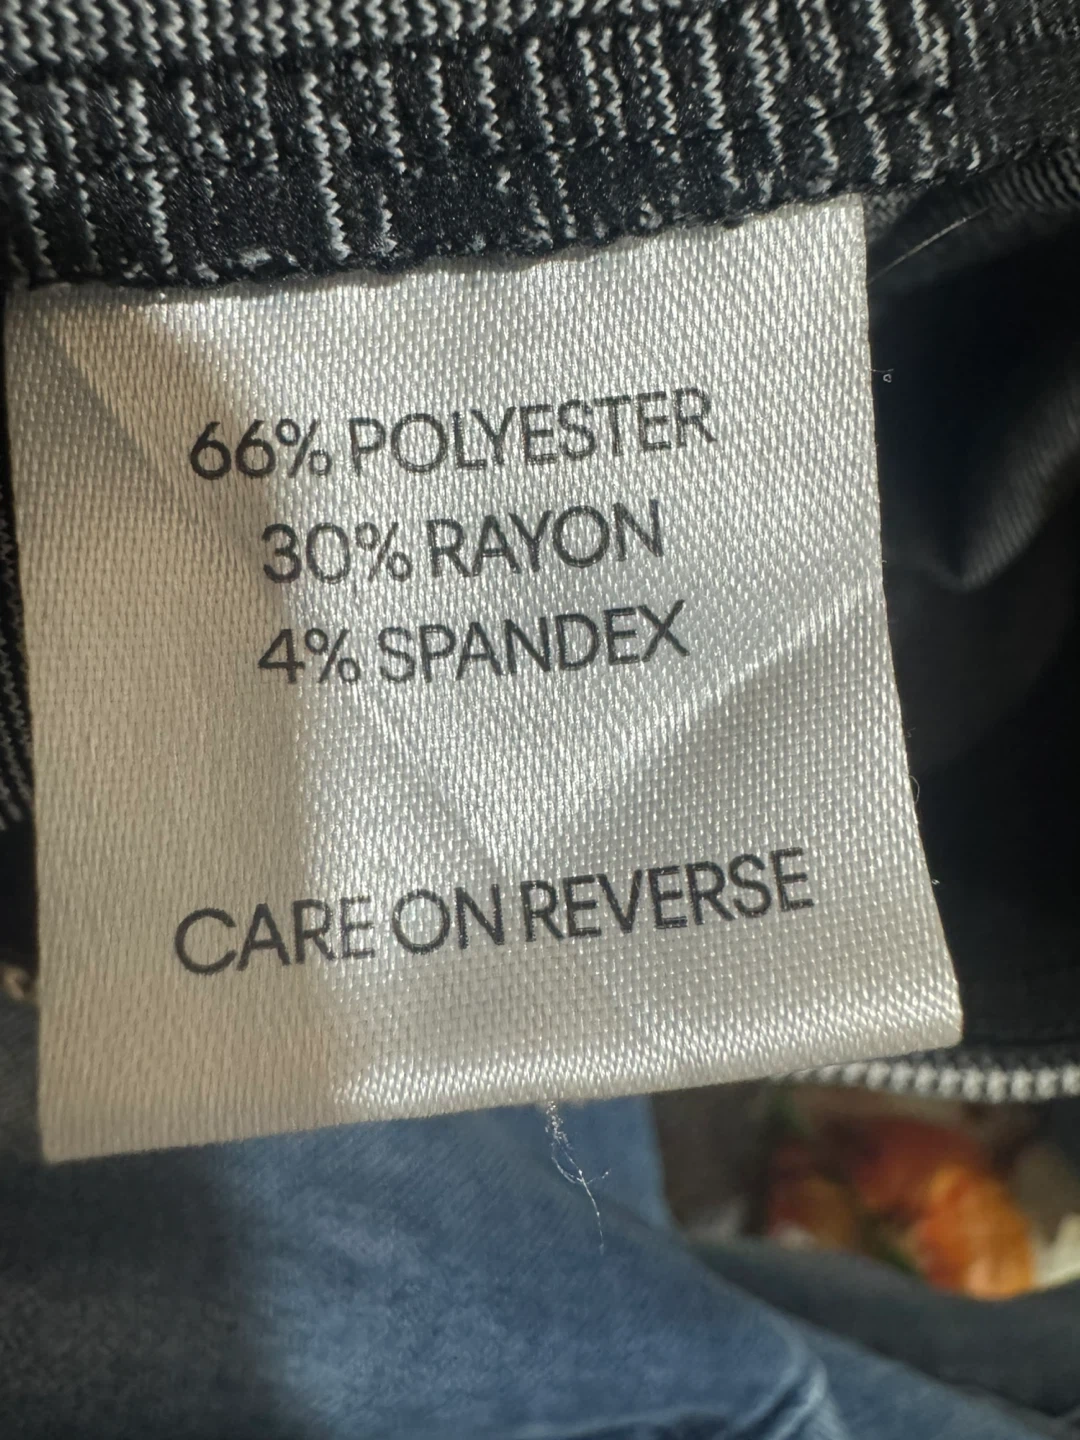 66% POLYESTER
30% RAYON
4% SPANDEX
CARE ON REVERSE